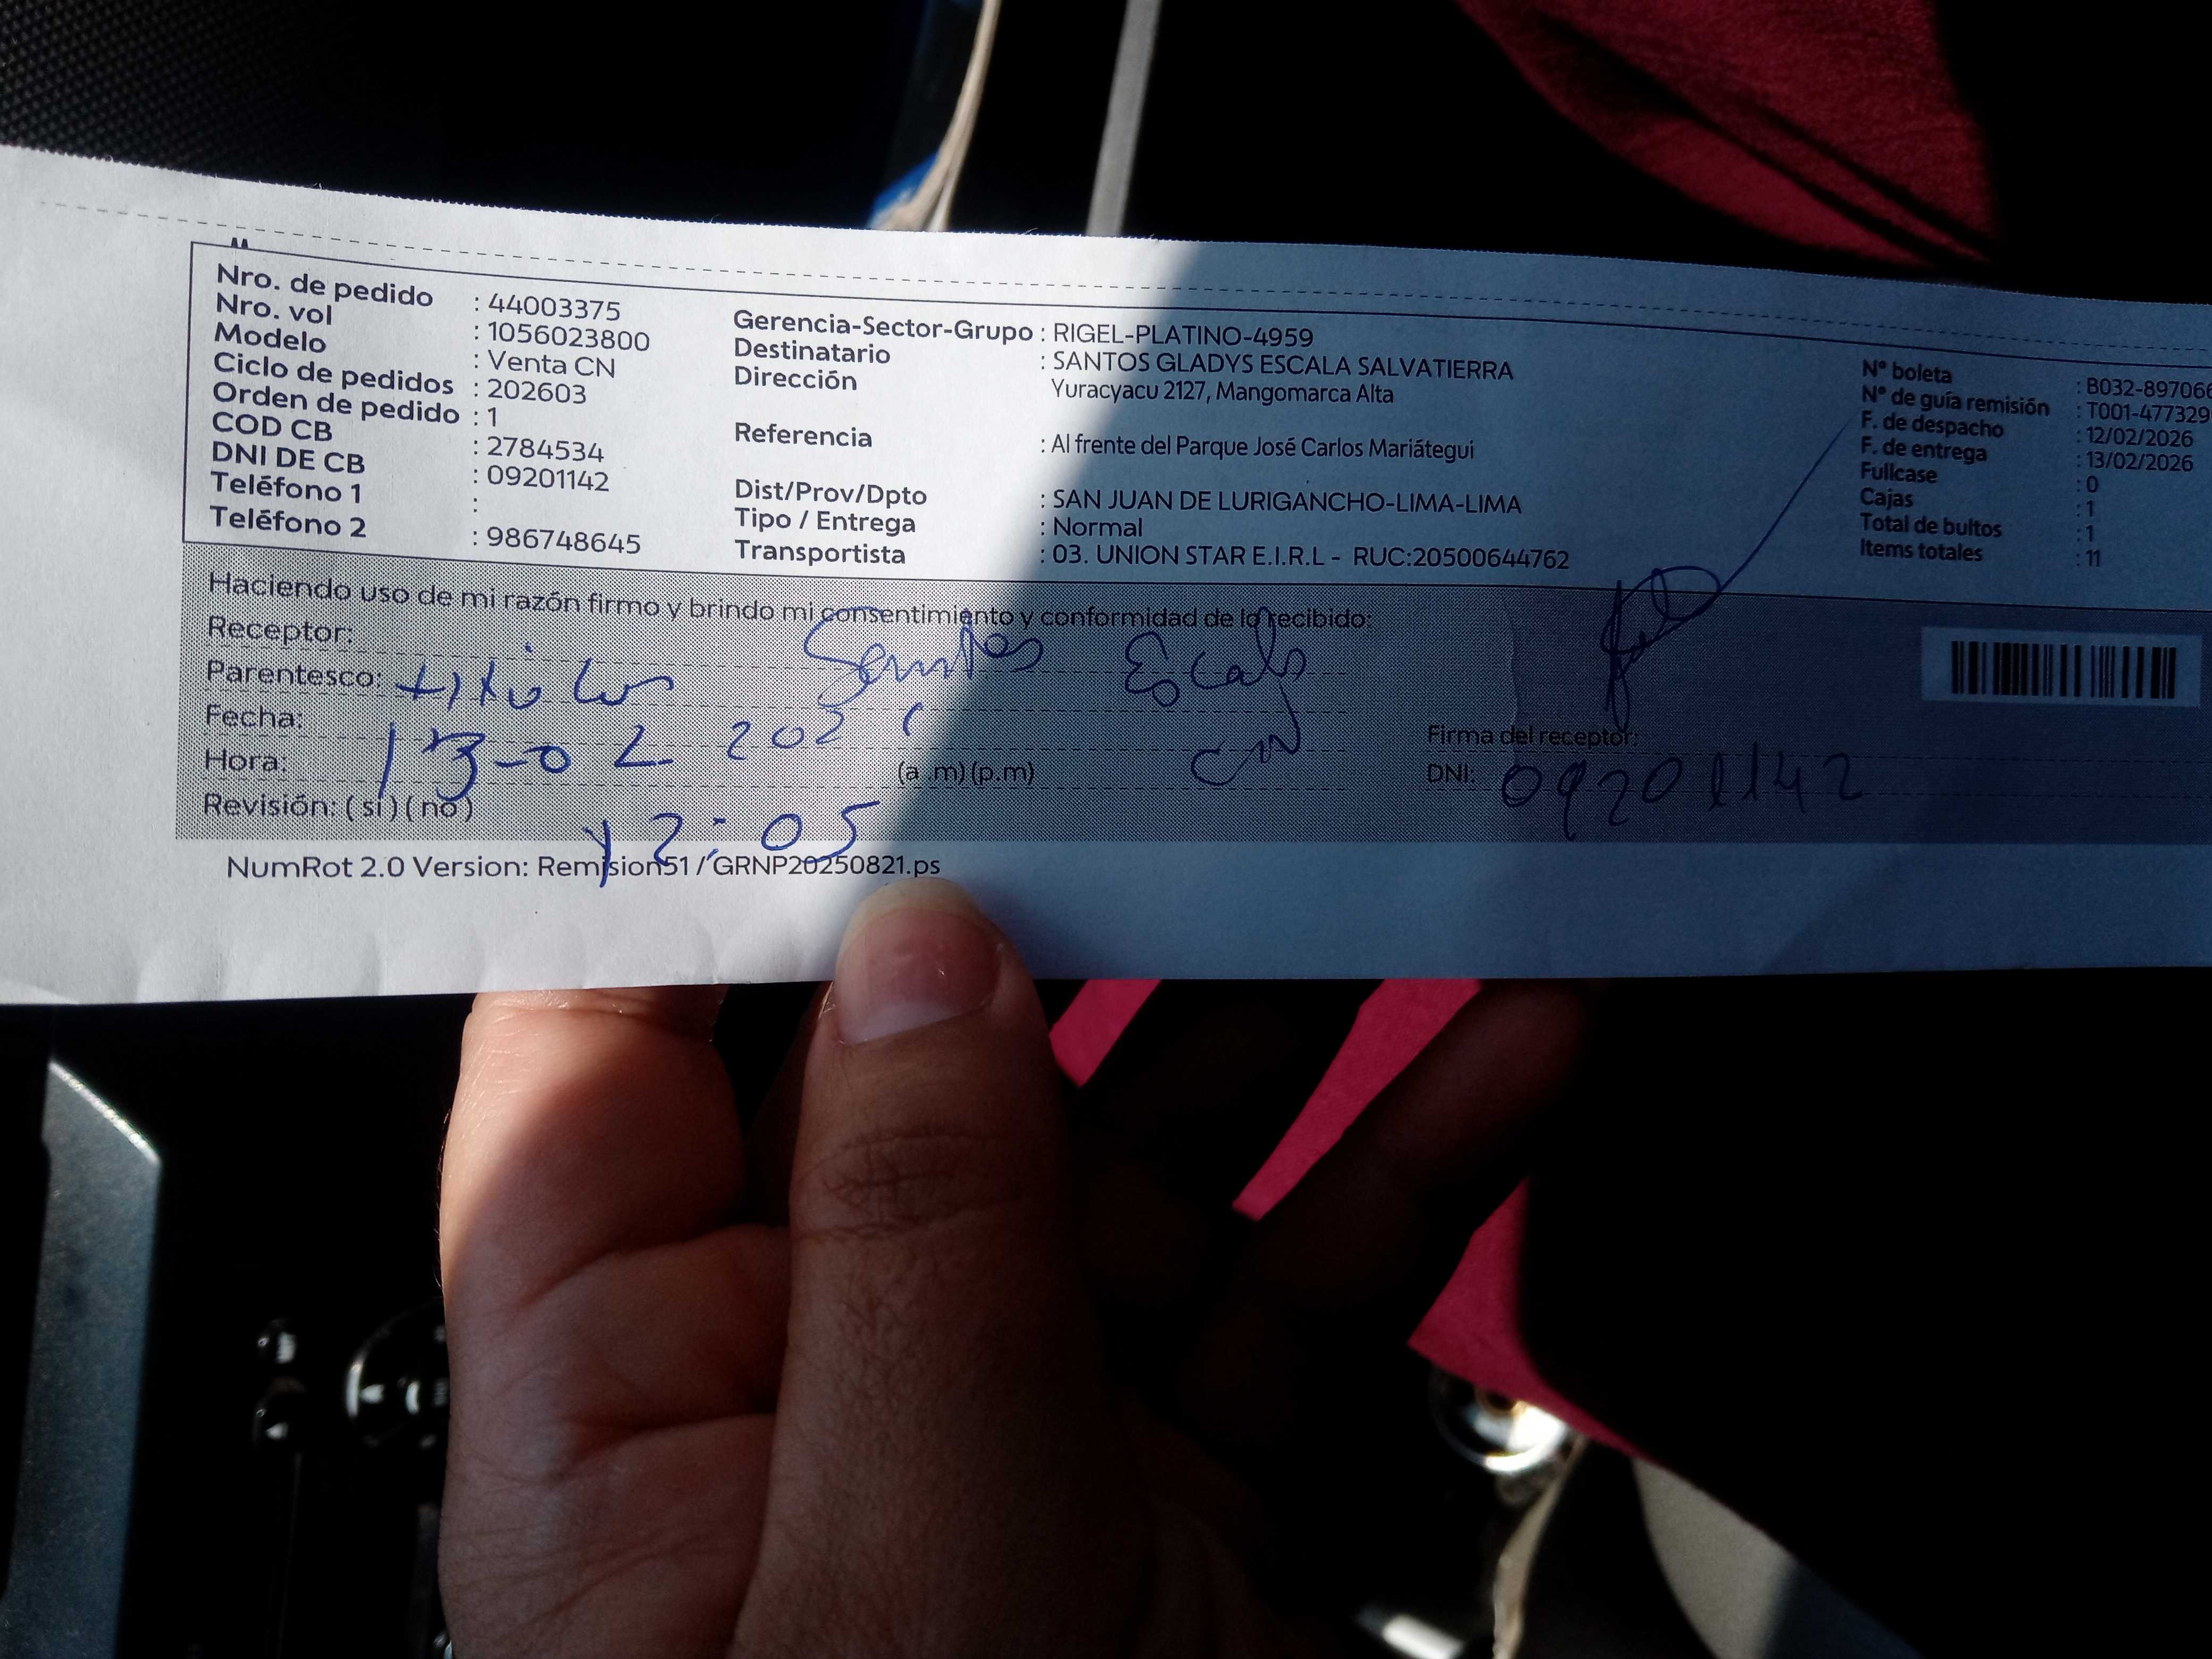 Nro. de pedido : 44003375
Nro. vol : 1056023800
Modelo : Venta CN
Ciclo de pedidos : 202603
Orden de pedido : 1
COD CB : 2784534
DNI DE CB : 09201142
Teléfono 1 :
Teléfono 2 : 986748645
Gerencia-Sector-Grupo : RIGEL-PLATINO-4959
Destinatario : SANTOS GLADYS ESCALA SALVATIERRA
Dirección Yuracyacu 2127, Mangomarca Alta
Referencia : Al frente del Parque José Carlos Mariátegui
Dist/Prov/Dpto : SAN JUAN DE LURIGANCHO-LIMA-LIMA
Tipo / Entrega : Normal
Transportista : 03. UNION STAR E.I.R.L - RUC:20500644762
N° boleta : B032-897066
N° de guía remisión : T001-477329
F. de despacho : 12/02/2026
F. de entrega : 13/02/2026
Fullcase : 0
Cajas : 1
Total de bultos : 1
Items totales : 11
Haciendo uso de mi razón firmo y brindo mi consentimiento y conformidad de lo recibido:
Receptor: Santos Escala
Parentesco:
Fecha: 13-02-202
Hora: 12:05 (a .m) (p.m)
Revisión: ( si ) ( no )
Firma del receptor:
DNI: 09201142
NumRot 2.0 Version: Remision51 / GRNP20250821.ps